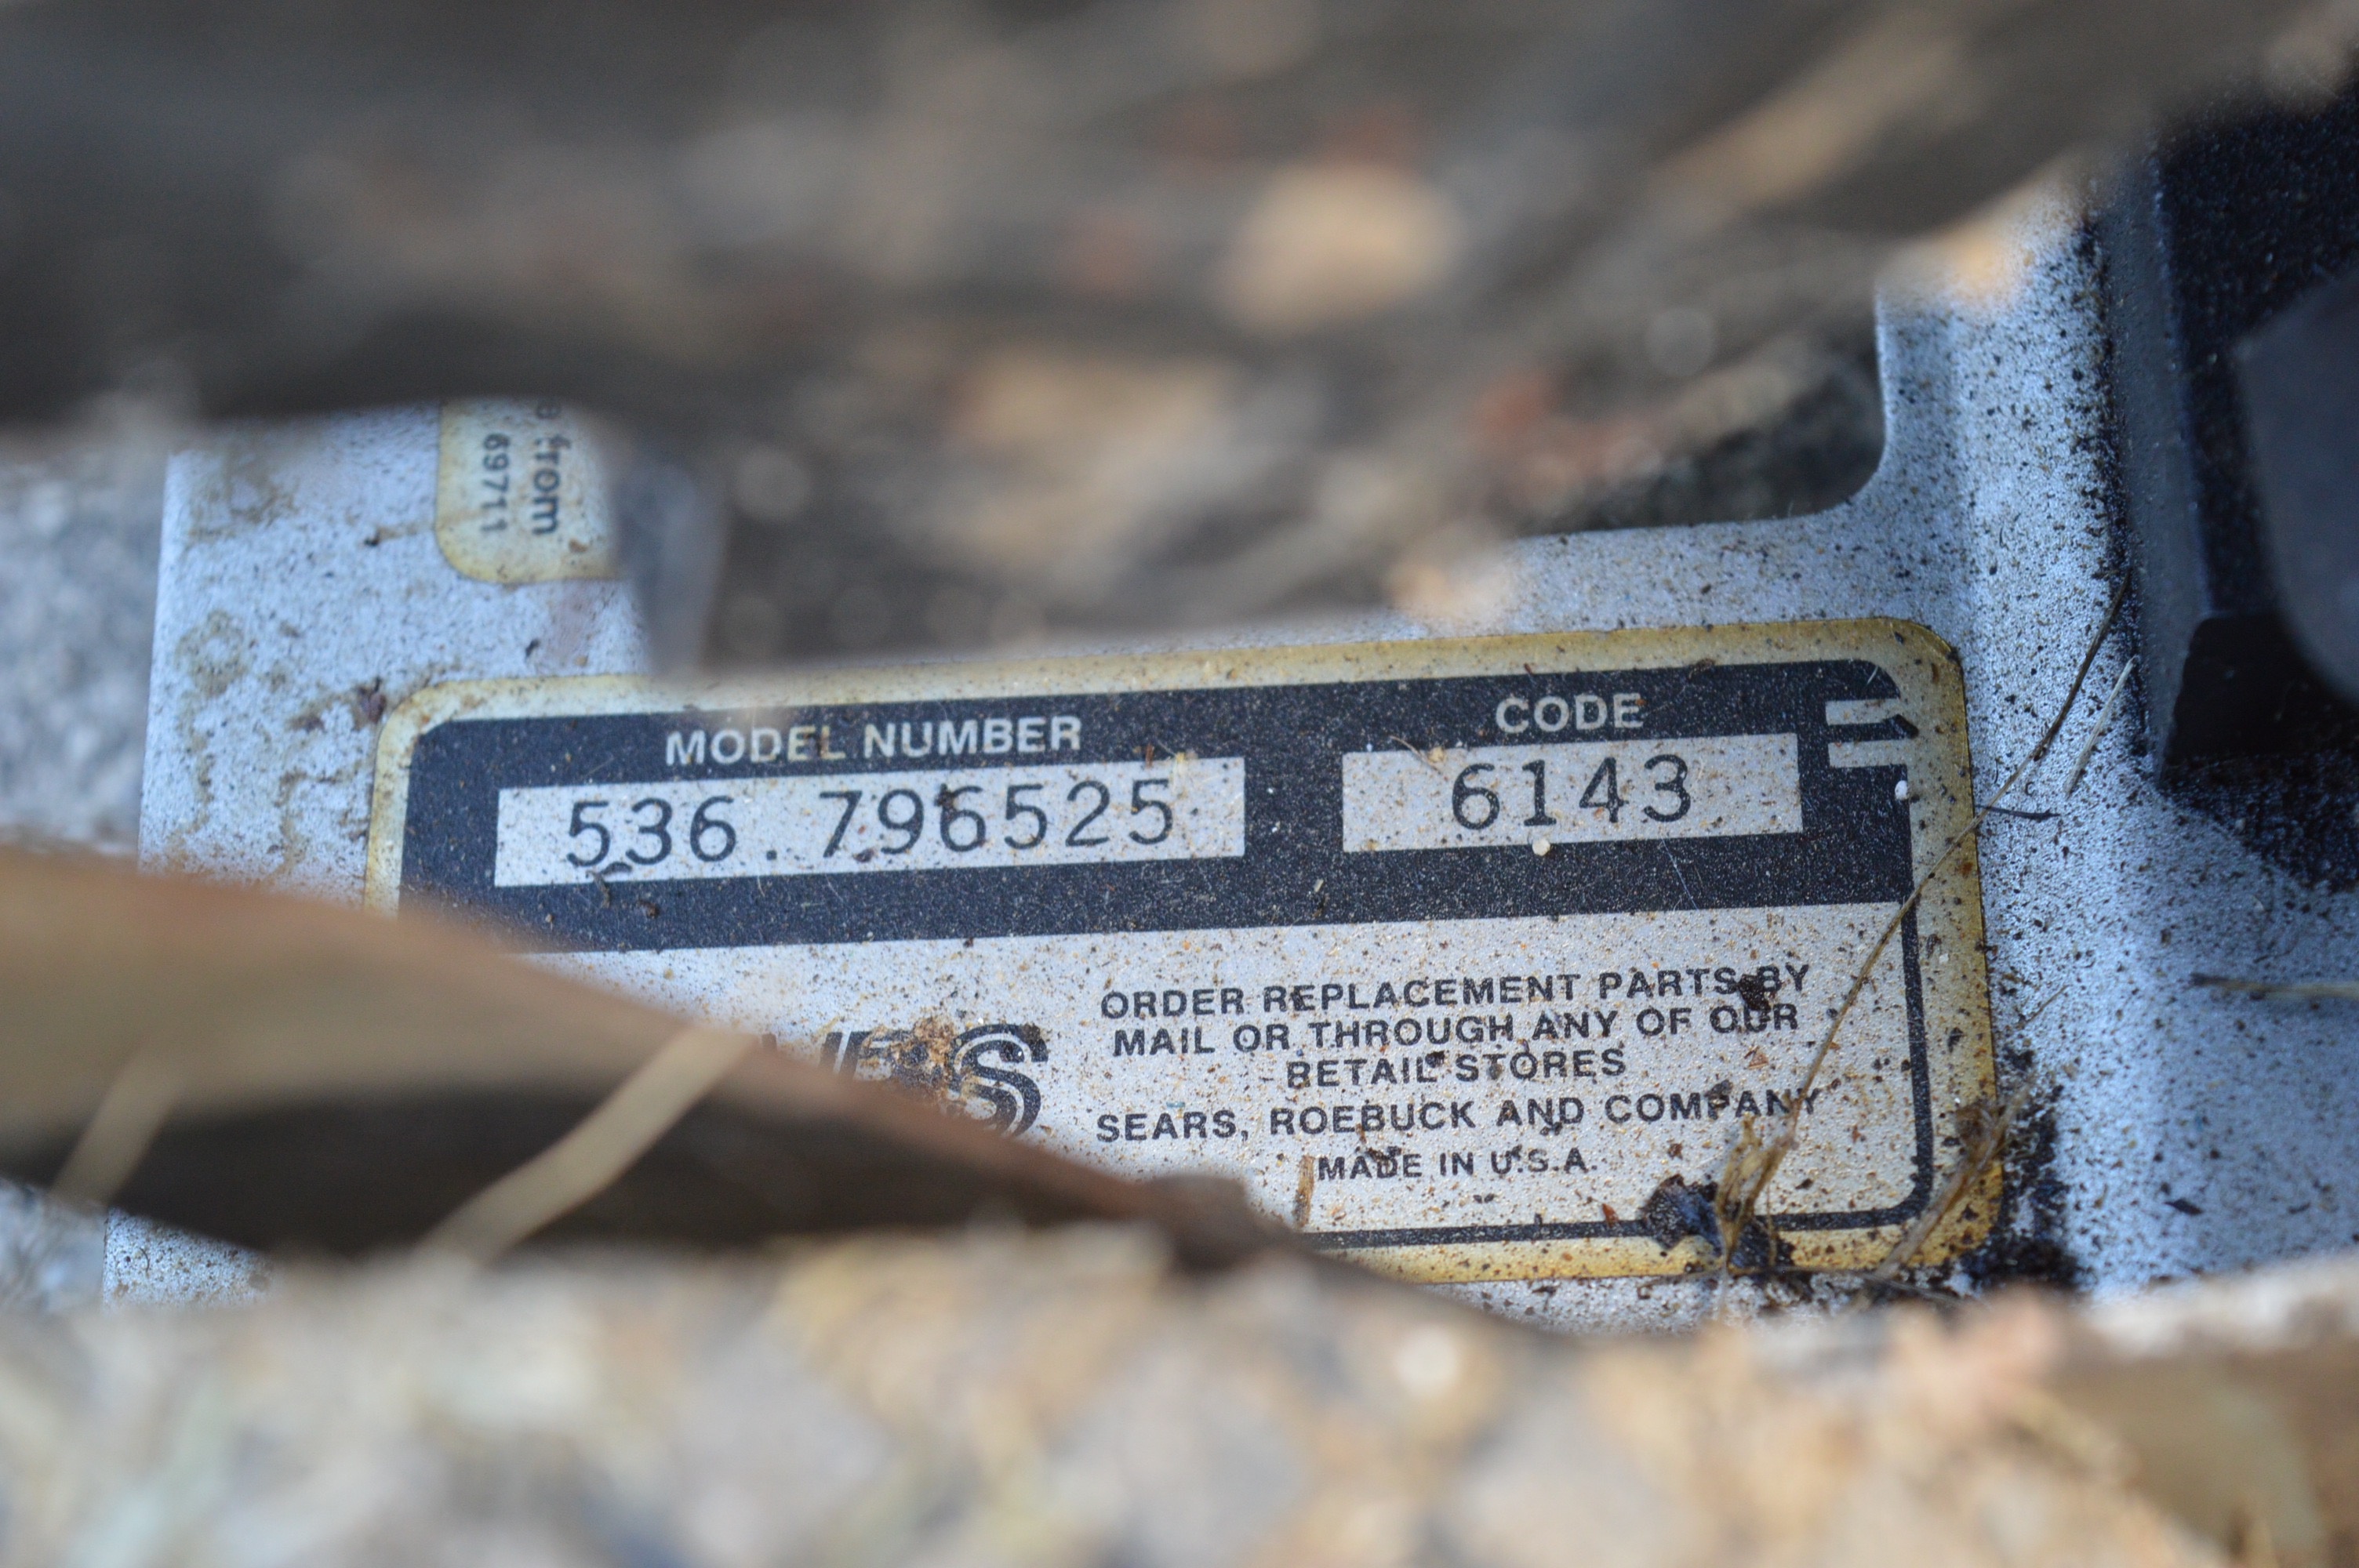 from
69711
MODEL NUMBER CODE
536.796525 6143
ORDER REPLACEMENT PARTS BY
MAIL OR THROUGH ANY OF OUR
RETAIL STORES
SEARS, ROEBUCK AND COMPANY
MADE IN U.S.A.